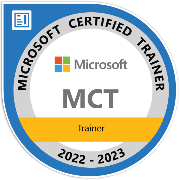 MICROSOFT CERTIFIED TRAINER
Microsoft
MCT
Trainer
2022 - 2023